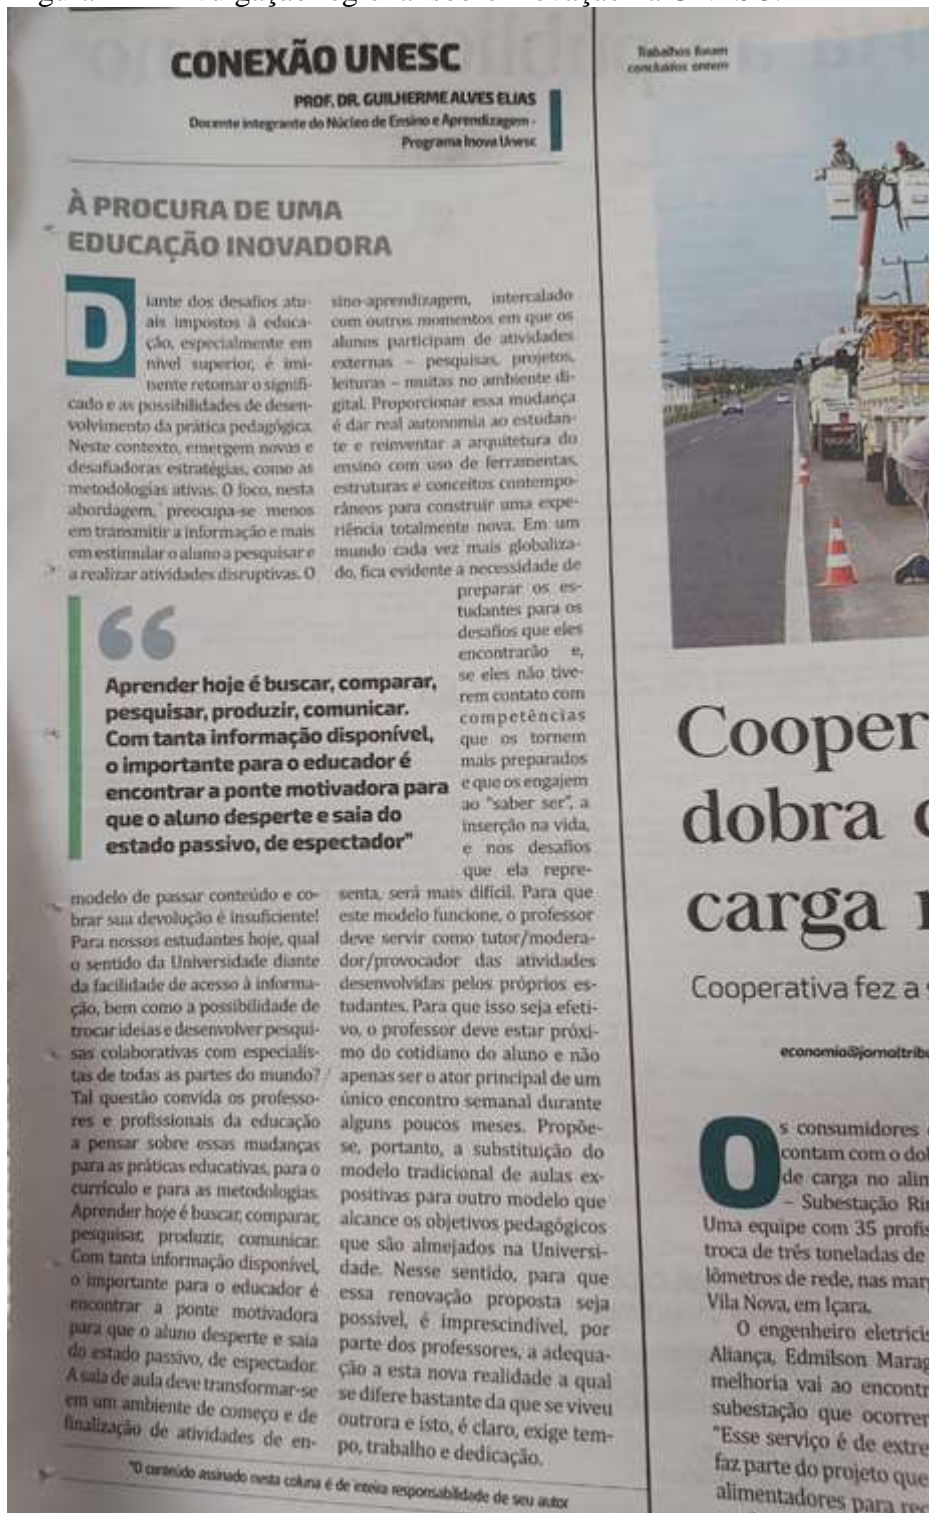 CONEXÃO UNESC
PROF. DR. GUILHERME ALVES ELIAS
Docente integrante do Núcleo de Ensino e Aprendizagem -
Programa Inova Unesc
À PROCURA DE UMA
EDUCAÇÃO INOVADORA
Diante dos desafios atu-
ais impostos à educa-
ção, especialmente em
nível superior, é imi-
nente retomar o signifi-
cado e as possibilidades de desen-
volvimento da prática pedagógica.
Neste contexto, emergem novas e
desafiadoras estratégias, como as
metodologias ativas. O foco, nesta
abordagem, preocupa-se menos
em transmitir a informação e mais
em estimular o aluno a pesquisar e
a realizar atividades disruptivas. O
“
Aprender hoje é buscar, comparar,
pesquisar, produzir, comunicar.
Com tanta informação disponível,
o importante para o educador é
encontrar a ponte motivadora para
que o aluno desperte e saia do
estado passivo, de espectador"
modelo de passar conteúdo e co-
brar sua devolução é insuficiente!
Para nossos estudantes hoje, qual
o sentido da Universidade diante
da facilidade de acesso à informa-
ção, bem como a possibilidade de
trocar ideias e desenvolver pesqui-
sas colaborativas com especialis-
tas de todas as partes do mundo?
Tal questão convida os professo-
res e profissionais da educação
a pensar sobre essas mudanças
para as práticas educativas, para o
currículo e para as metodologias.
Aprender hoje é buscar, comparar,
pesquisar, produzir, comunicar.
Com tanta informação disponível,
o importante para o educador é
encontrar a ponte motivadora
para que o aluno desperte e saia
do estado passivo, de espectador.
A sala de aula deve transformar-se
em um ambiente de começo e de
finalização de atividades de en-
sino-aprendizagem, intercalado
com outros momentos em que os
alunos participam de atividades
externas – pesquisas, projetos,
leituras – muitas no ambiente di-
gital. Proporcionar essa mudança
é dar real autonomia ao estudan-
te e reinventar a arquitetura do
ensino com uso de ferramentas,
estruturas e conceitos contempo-
râneos para construir uma expe-
riência totalmente nova. Em um
mundo cada vez mais globaliza-
do, fica evidente a necessidade de
preparar os es-
tudantes para os
desafios que eles
encontrarão e,
se eles não tive-
rem contato com
competências
que os tornem
mais preparados
e que os engajem
ao "saber ser", a
inserção na vida,
e nos desafios
que ela repre-
senta, será mais difícil. Para que
este modelo funcione, o professor
deve servir como tutor/modera-
dor/provocador das atividades
desenvolvidas pelos próprios es-
tudantes. Para que isso seja efeti-
vo, o professor deve estar próxi-
mo do cotidiano do aluno e não
apenas ser o ator principal de um
único encontro semanal durante
alguns poucos meses. Propõe-
se, portanto, a substituição do
modelo tradicional de aulas ex-
positivas para outro modelo que
alcance os objetivos pedagógicos
que são almejados na Universi-
dade. Nesse sentido, para que
essa renovação proposta seja
possível, é imprescindível, por
parte dos professores, a adequa-
ção a esta nova realidade a qual
se difere bastante da que se viveu
outrora e isto, é claro, exige tem-
po, trabalho e dedicação.
"O conteúdo assinado nesta coluna é de inteira responsabilidade de seu autor
Trabalhos foram
concluídos ontem
Cooper
dobra
carga
Cooperativa fez a
economia@jornaltribu
Os consumidores
contam com o dol
de carga no alim
– Subestação Rin
Uma equipe com 35 profis
troca de três toneladas de
lômetros de rede, nas marg
Vila Nova, em Içara.
O engenheiro eletricis
Aliança, Edmilson Marag
melhoria vai ao encontr
subestação que ocorrer
"Esse serviço é de extre
faz parte do projeto que
alimentadores para rec